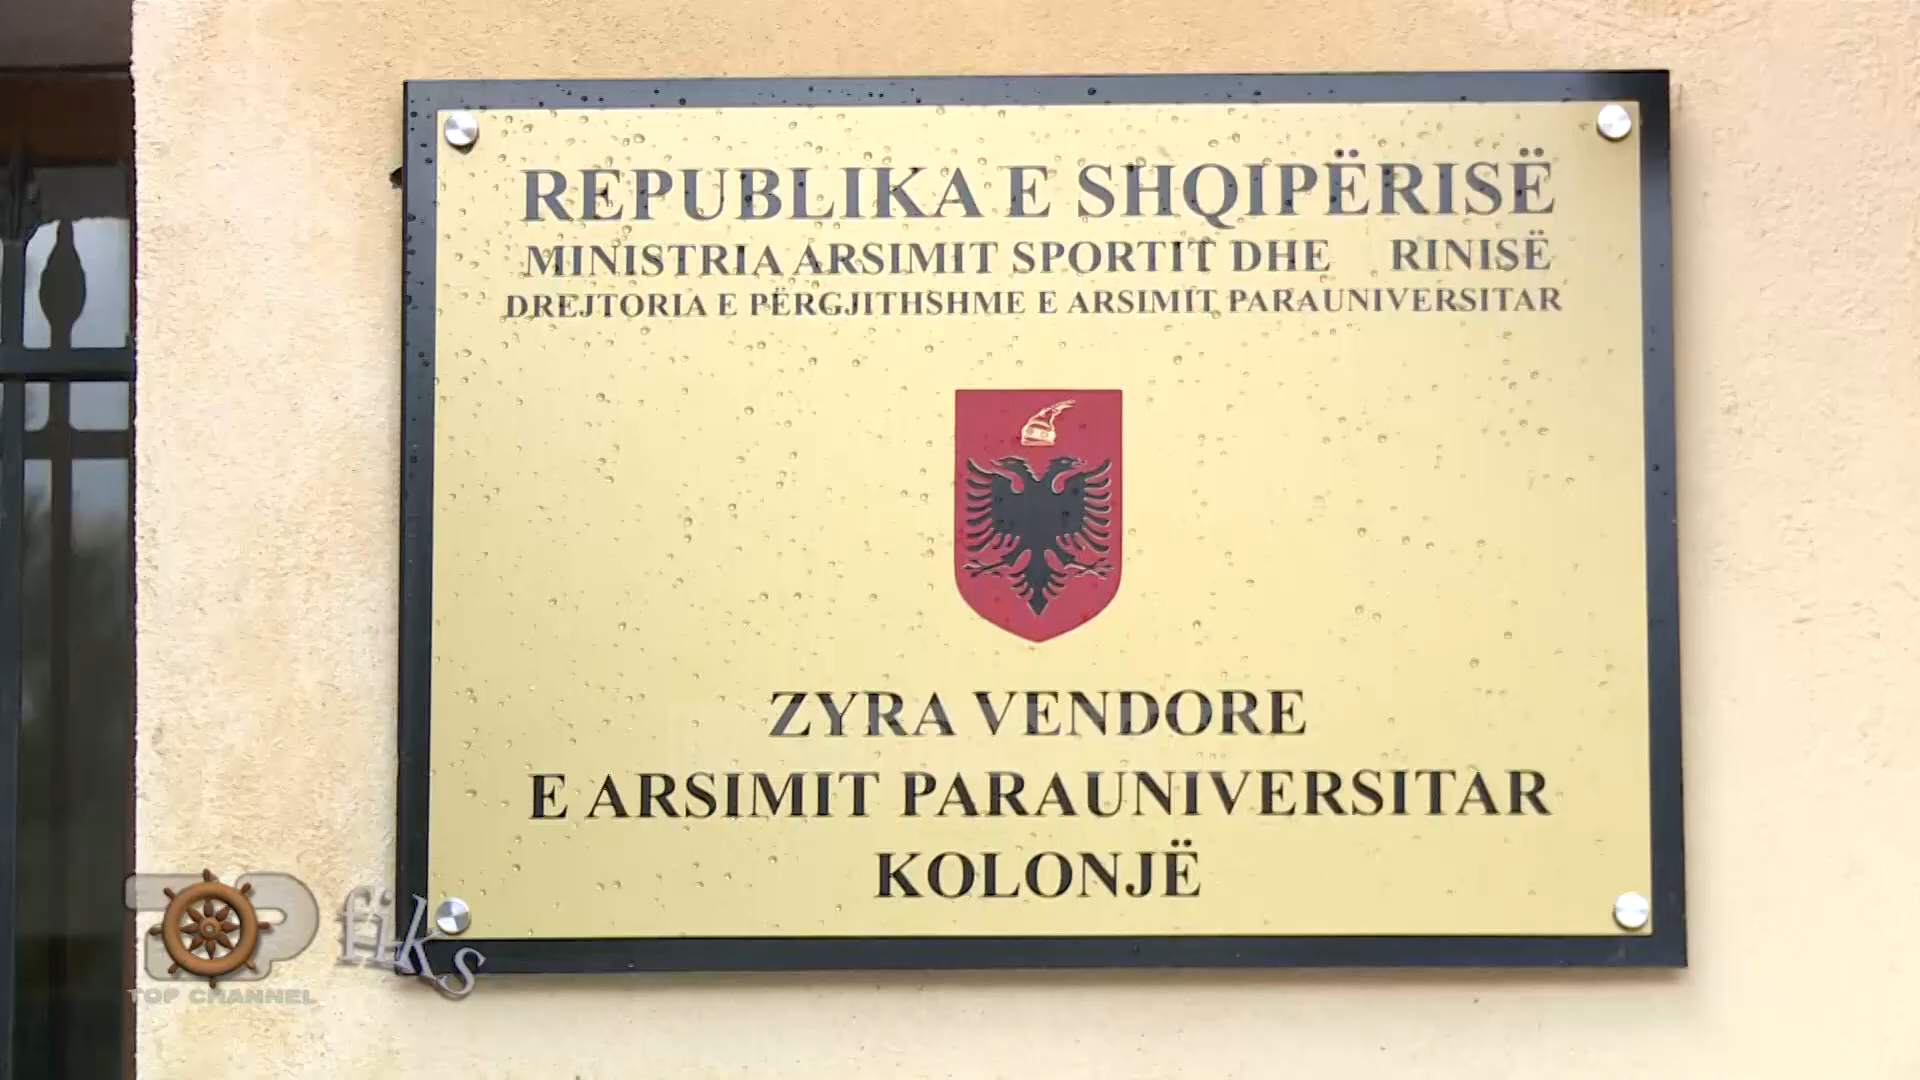 REPUBLIKA E SHQIPËRISË
MINISTRIA ARSIMIT SPORTIT DHE RINISË
DREJTORIA E PËRGJITHSHME E ARSIMIT PARAUNIVERSITAR
ZYRA VENDORE
E ARSIMIT PARAUNIVERSITAR
KOLONJË
TOP fiks
TOP CHANNEL